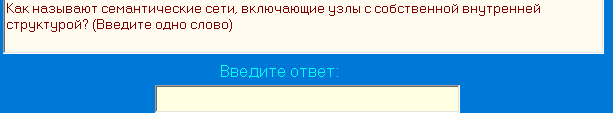 Как называют семантические сети, включающие узлы с собственной внутренней
структурой? (Введите одно слово)
Введите ответ: